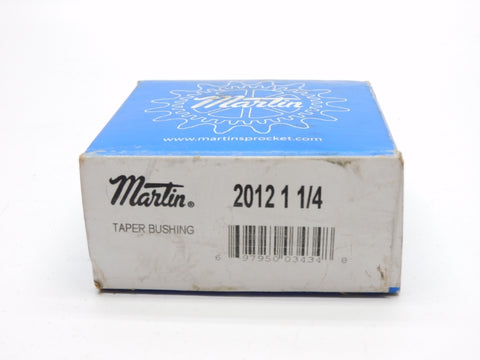 Martin
www.martinsprocket.com
Martin®
2012 1 1/4
TAPER BUSHING
6 97950 03434 8